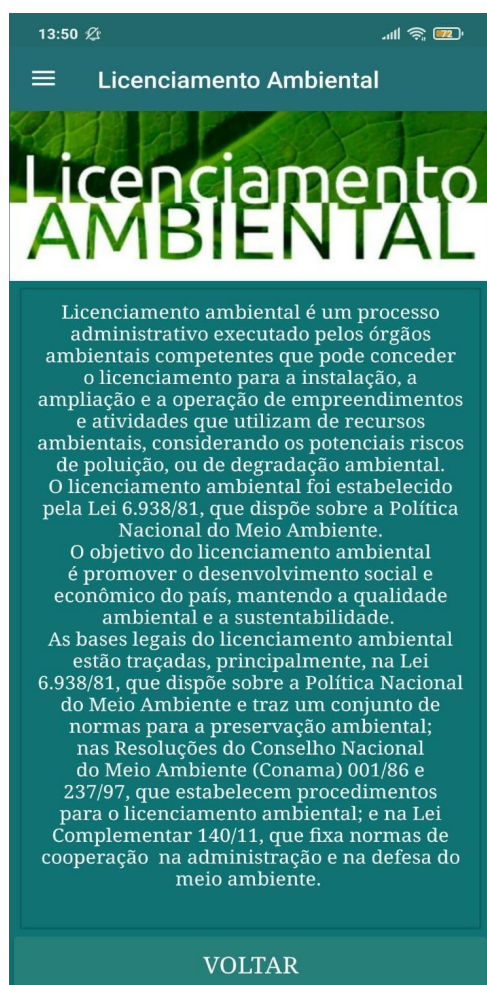 13:50
72
Licenciamento Ambiental
Licenciamento
AMBIENTAL
Licenciamento ambiental é um processo
administrativo executado pelos órgãos
ambientais competentes que pode conceder
o licenciamento para a instalação, a
ampliação e a operação de empreendimentos
e atividades que utilizam de recursos
ambientais, considerando os potenciais riscos
de poluição, ou de degradação ambiental.
O licenciamento ambiental foi estabelecido
pela Lei 6.938/81, que dispõe sobre a Política
Nacional do Meio Ambiente.
O objetivo do licenciamento ambiental
é promover o desenvolvimento social e
econômico do país, mantendo a qualidade
ambiental e a sustentabilidade.
As bases legais do licenciamento ambiental
estão traçadas, principalmente, na Lei
6.938/81, que dispõe sobre a Política Nacional
do Meio Ambiente e traz um conjunto de
normas para a preservação ambiental;
nas Resoluções do Conselho Nacional
do Meio Ambiente (Conama) 001/86 e
237/97, que estabelecem procedimentos
para o licenciamento ambiental; e na Lei
Complementar 140/11, que fixa normas de
cooperação  na administração e na defesa do
meio ambiente.
VOLTAR